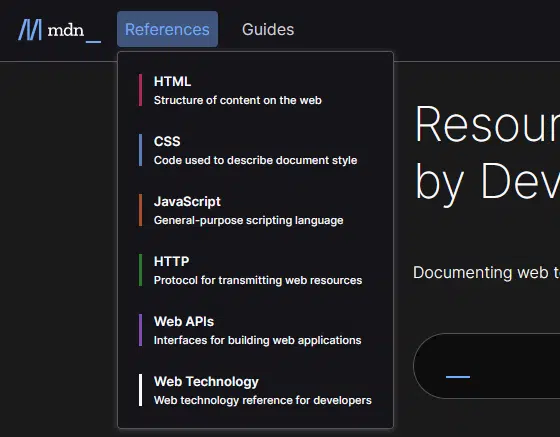 mdn_
References
Guides
HTML
Structure of content on the web
CSS
Code used to describe document style
JavaScript
General-purpose scripting language
HTTP
Protocol for transmitting web resources
Web APIs
Interfaces for building web applications
Web Technology
Web technology reference for developers
by
Documenting web